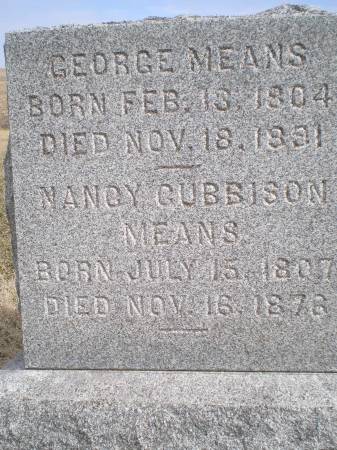 GEORGE MEANS
BORN FEB. 13. 1804
DIED NOV. 18. 1881
NANCY CUBBISON
MEANS
BORN JULY 15. 1807
DIED NOV. 16. 1876